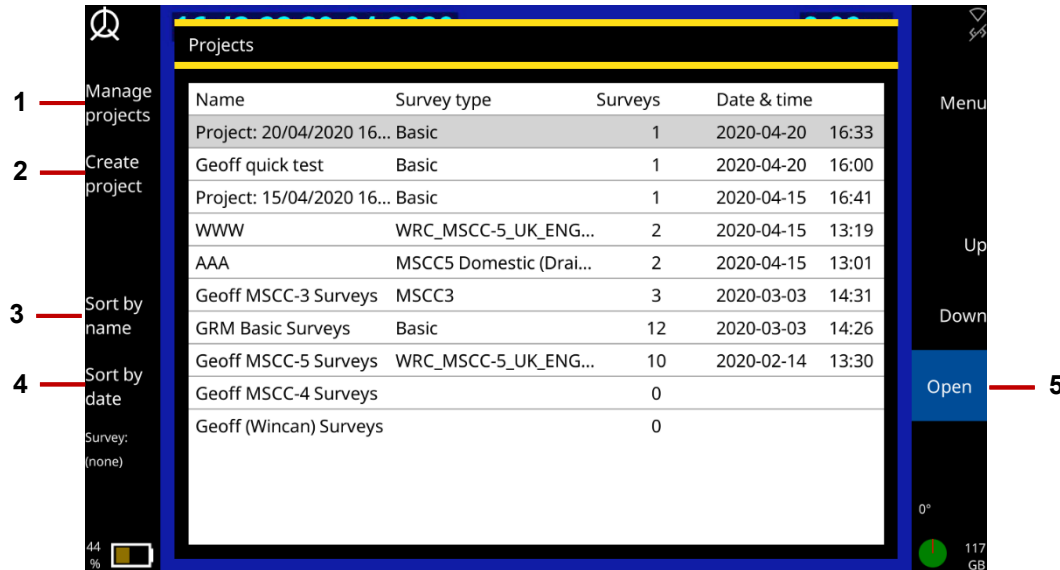 Projects
1
Manage
projects
2
Create
project
3
Sort by
name
4
Sort by
date
Survey:
(none)
44
%
Name Survey type Surveys Date & time
Project: 20/04/2020 16... Basic 1 2020-04-20 16:33
Geoff quick test Basic 1 2020-04-20 16:00
Project: 15/04/2020 16... Basic 1 2020-04-15 16:41
WWW WRC_MSCC-5_UK_ENG... 2 2020-04-15 13:19
AAA MSCC5 Domestic (Drai... 2 2020-04-15 13:01
Geoff MSCC-3 Surveys MSCC3 3 2020-03-03 14:31
GRM Basic Surveys Basic 12 2020-03-03 14:26
Geoff MSCC-5 Surveys WRC_MSCC-5_UK_ENG... 10 2020-02-14 13:30
Geoff MSCC-4 Surveys 0
Geoff (Wincan) Surveys 0
Menu
Up
Down
Open
5
0°
117
GB